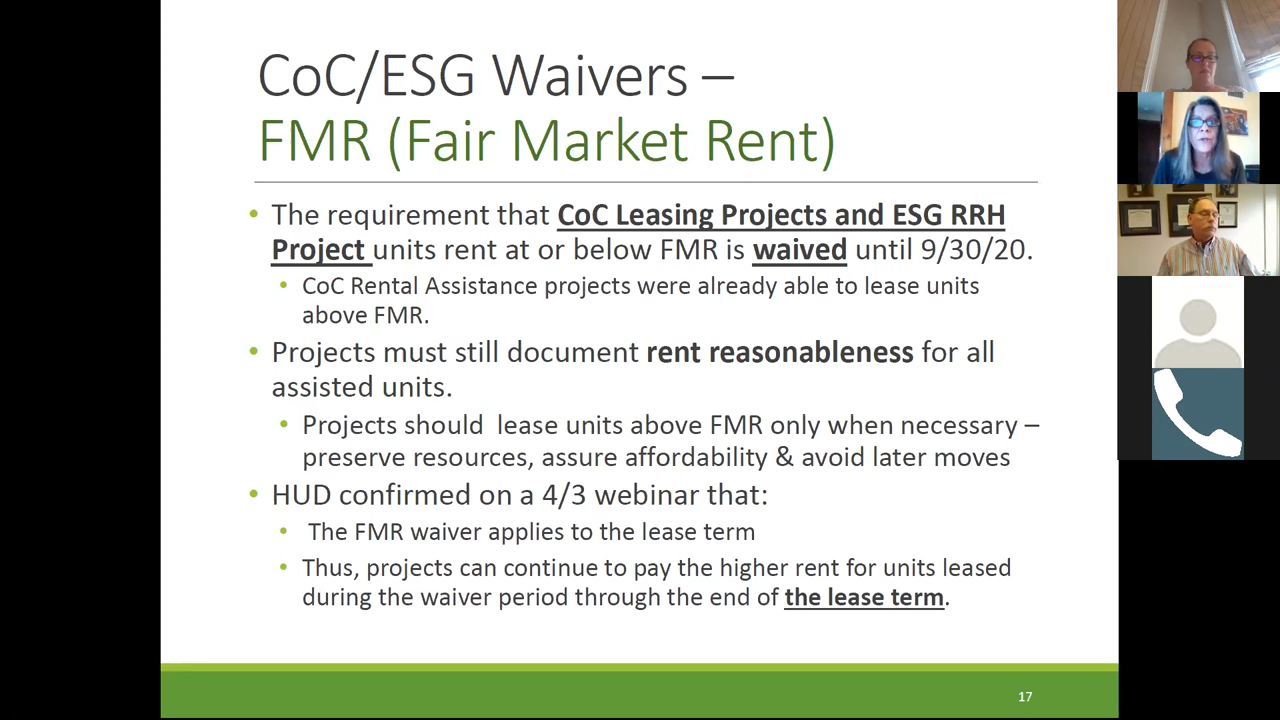 CoC/ESG Waivers –
FMR (Fair Market Rent)
• The requirement that CoC Leasing Projects and ESG RRH
Project units rent at or below FMR is waived until 9/30/20.
• CoC Rental Assistance projects were already able to lease units
above FMR.
• Projects must still document rent reasonableness for all
assisted units.
• Projects should  lease units above FMR only when necessary –
preserve resources, assure affordability & avoid later moves
• HUD confirmed on a 4/3 webinar that:
• The FMR waiver applies to the lease term
• Thus, projects can continue to pay the higher rent for units leased
during the waiver period through the end of the lease term.
17